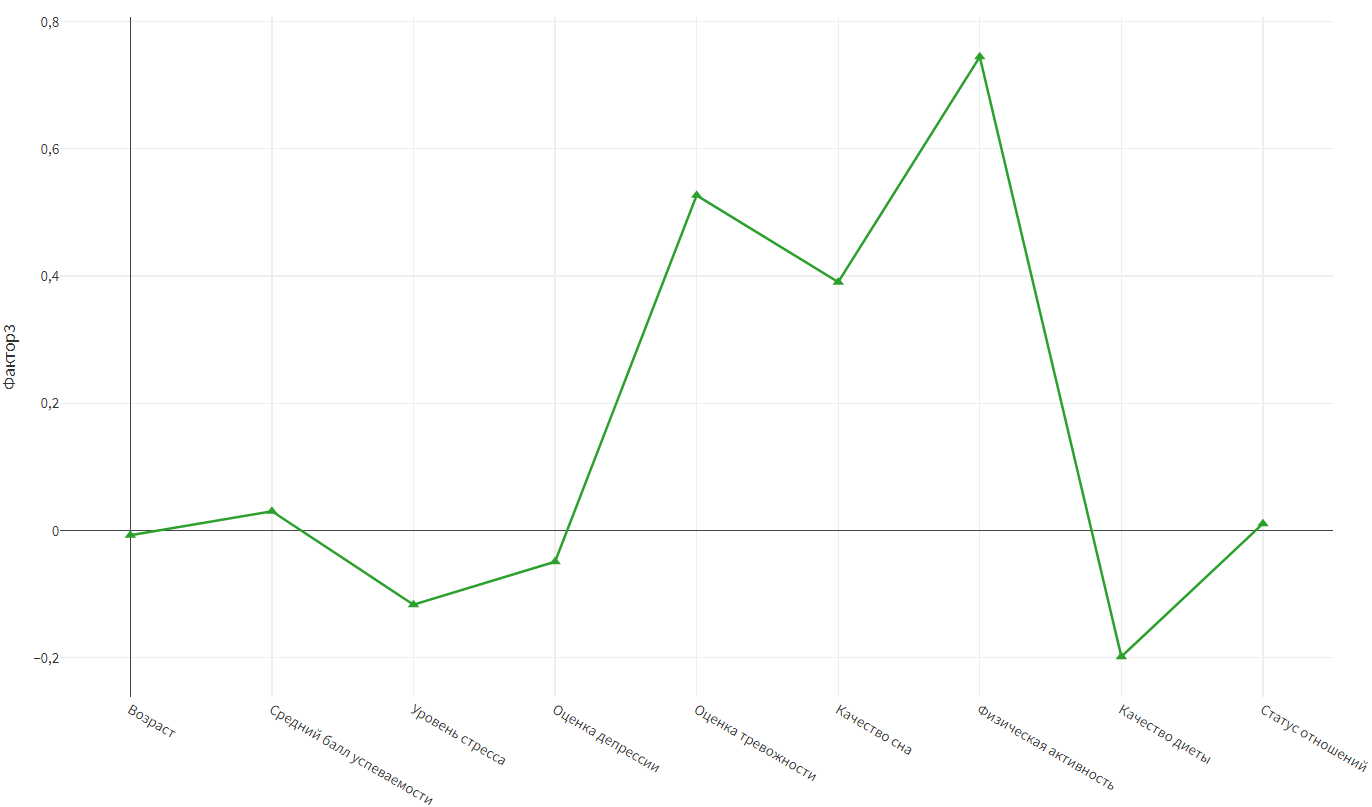 0,8
0,6
0,4
0,2
0
−0,2
Фактор3
Возраст
Средний балл успеваемости
Уровень стресса
Оценка депрессии
Оценка тревожности
Качество сна
Физическая активность
Качество диеты
Статус отношений